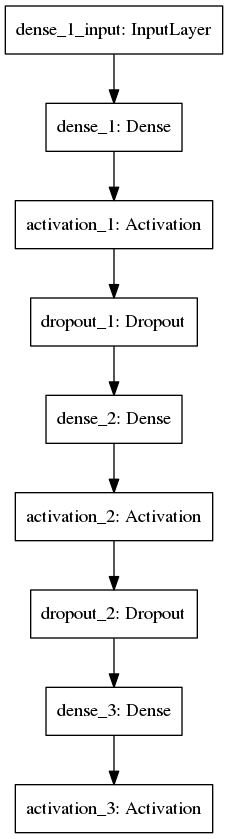 dense_1_input: InputLayer
dense_1: Dense
activation_1: Activation
dropout_1: Dropout
dense_2: Dense
activation_2: Activation
dropout_2: Dropout
dense_3: Dense
activation_3: Activation